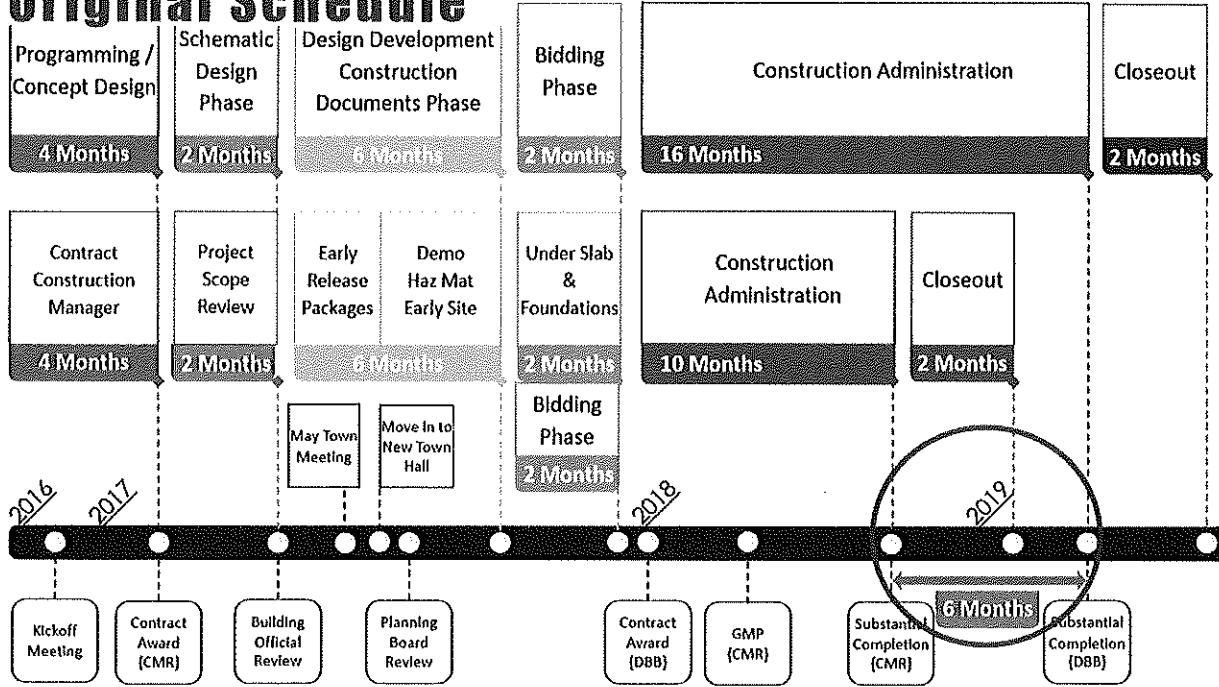 Original Schedule
Programming /
Concept Design
4 Months
Schematic
Design
Phase
2 Months
Design Development
Construction
Documents Phase
6 Months
Bidding
Phase
2 Months
Construction Administration
16 Months
Closeout
2 Months
Contract
Construction
Manager
4 Months
Project
Scope
Review
2 Months
Early
Release
Packages
Demo
Haz Mat
Early Site
6 Months
Under Slab
&
Foundations
2 Months
Bidding
Phase
2 Months
Construction
Administration
10 Months
Closeout
2 Months
May Town
Meeting
Move In to
New Town
Hall
2016
2017
2018
2019
Kickoff
Meeting
Contract
Award
(CMR)
Building
Official
Review
Planning
Board
Review
Contract
Award
(DBB)
GMP
(CMR)
Substantial
Completion
(CMR)
6 Months
Substantial
Completion
(DBB)